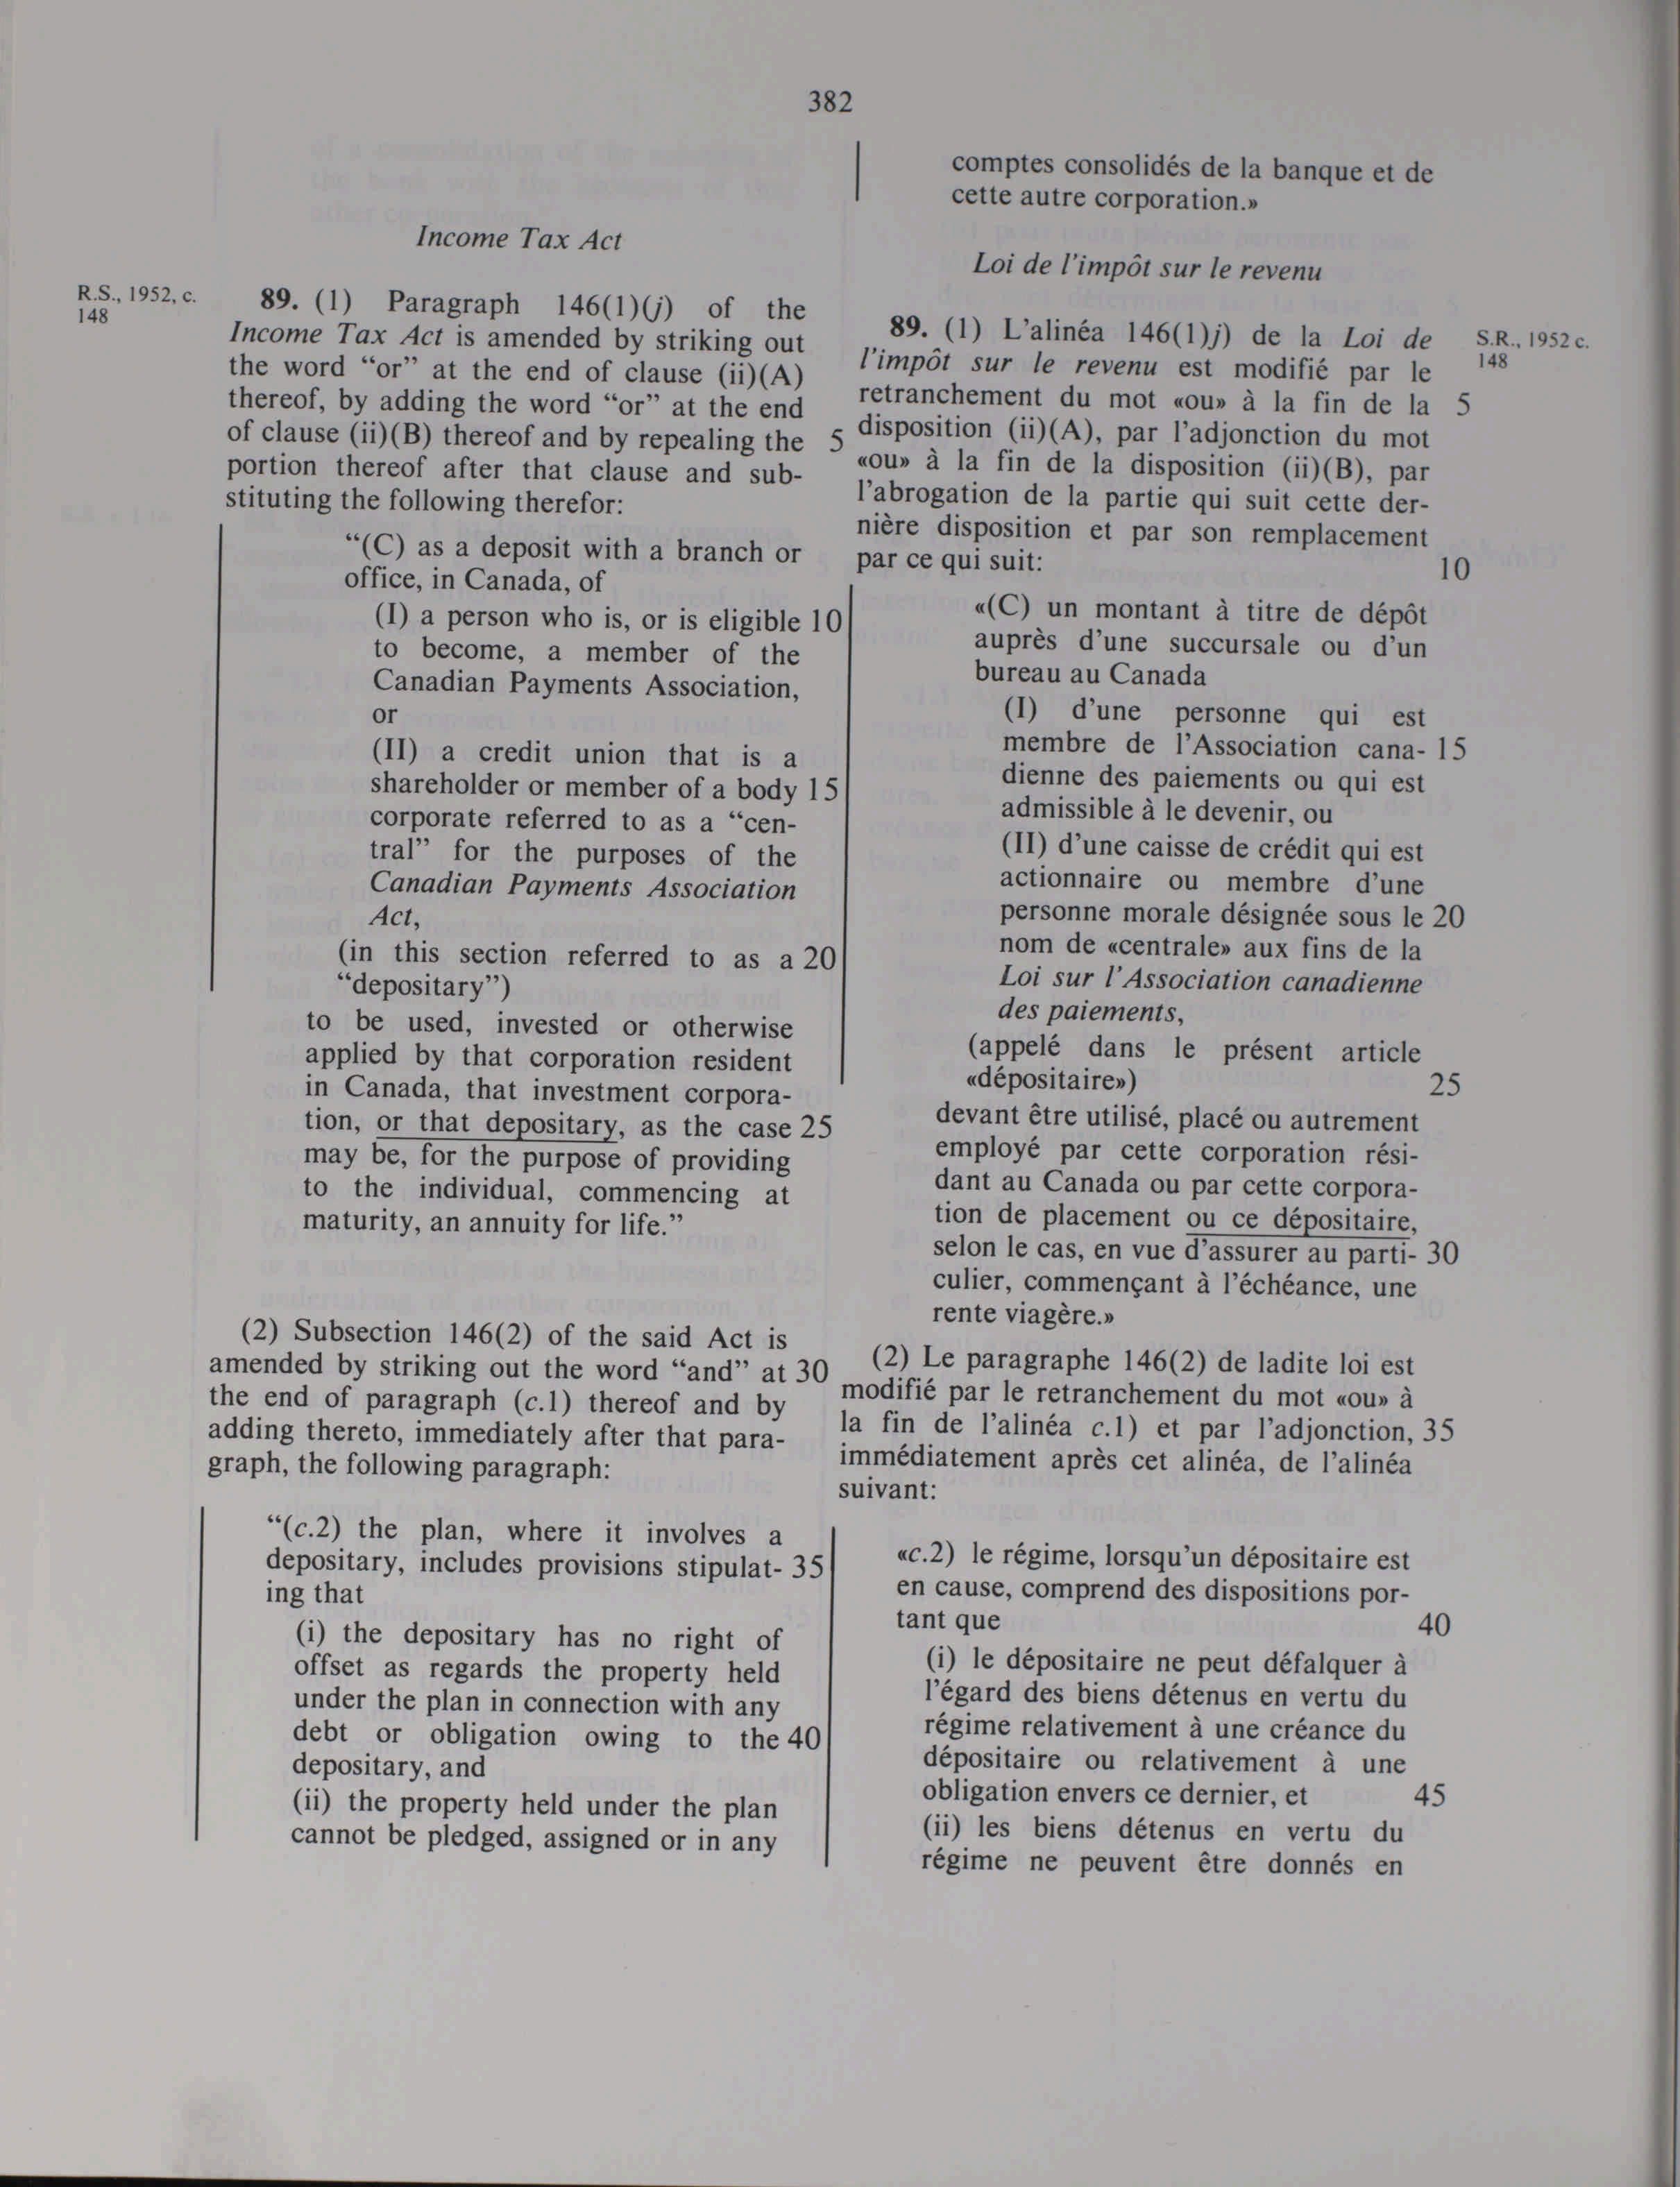 382
Income Tax Act
R.S., 1952, c.
148
89. (1) Paragraph 146(1)(j) of the
Income Tax Act is amended by striking out
the word “or” at the end of clause (ii)(A)
thereof, by adding the word “or” at the end
of clause (ii)(B) thereof and by repealing the 5
portion thereof after that clause and sub-
stituting the following therefor:
“(C) as a deposit with a branch or
office, in Canada, of
(I) a person who is, or is eligible 10
to become, a member of the
Canadian Payments Association,
or
(II) a credit union that is a
shareholder or member of a body 15
corporate referred to as a “cen-
tral” for the purposes of the
Canadian Payments Association
Act,
(in this section referred to as a 20
“depositary”)
to be used, invested or otherwise
applied by that corporation resident
in Canada, that investment corpora-
tion, or that depositary, as the case 25
may be, for the purpose of providing
to the individual, commencing at
maturity, an annuity for life.”
(2) Subsection 146(2) of the said Act is
amended by striking out the word “and” at 30
the end of paragraph (c.1) thereof and by
adding thereto, immediately after that para-
graph, the following paragraph:
“(c.2) the plan, where it involves a
depositary, includes provisions stipulat- 35
ing that
(i) the depositary has no right of
offset as regards the property held
under the plan in connection with any
debt or obligation owing to the 40
depositary, and
(ii) the property held under the plan
cannot be pledged, assigned or in any
comptes consolidés de la banque et de
cette autre corporation.»
Loi de l’impôt sur le revenu
89. (1) L’alinéa 146(1)j) de la Loi de
l’impôt sur le revenu est modifié par le
retranchement du mot «ou» à la fin de la 5
disposition (ii)(A), par l’adjonction du mot
«ou» à la fin de la disposition (ii)(B), par
l’abrogation de la partie qui suit cette der-
nière disposition et par son remplacement
par ce qui suit: 10
S.R., 1952 c.
148
«(C) un montant à titre de dépôt
auprès d’une succursale ou d’un
bureau au Canada
(I) d’une personne qui est
membre de l’Association cana- 15
dienne des paiements ou qui est
admissible à le devenir, ou
(II) d’une caisse de crédit qui est
actionnaire ou membre d’une
personne morale désignée sous le 20
nom de «centrale» aux fins de la
Loi sur l’Association canadienne
des paiements,
(appelé dans le présent article
«dépositaire») 25
devant être utilisé, placé ou autrement
employé par cette corporation rési-
dant au Canada ou par cette corpora-
tion de placement ou ce dépositaire,
selon le cas, en vue d’assurer au parti- 30
culier, commençant à l’échéance, une
rente viagère.»
(2) Le paragraphe 146(2) de ladite loi est
modifié par le retranchement du mot «ou» à
la fin de l’alinéa c.1) et par l’adjonction, 35
immédiatement après cet alinéa, de l’alinéa
suivant:
«c.2) le régime, lorsqu’un dépositaire est
en cause, comprend des dispositions por-
tant que 40
(i) le dépositaire ne peut défalquer à
l’égard des biens détenus en vertu du
régime relativement à une créance du
dépositaire ou relativement à une
obligation envers ce dernier, et 45
(ii) les biens détenus en vertu du
régime ne peuvent être donnés en